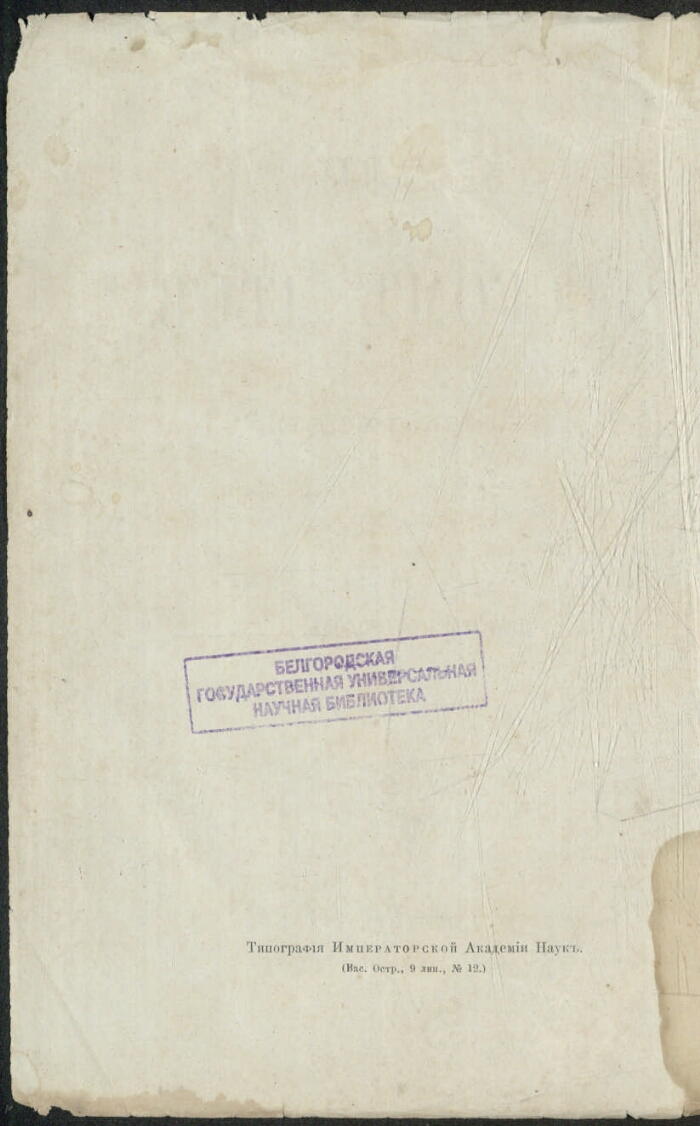 БЕЛГОРОДСКАЯ
ГОСУДАРСТВЕННАЯ УНИВЕРСАЛЬНАЯ
НАУЧНАЯ БИБЛИОТЕКА
Типографія Императорской Академіи Наукъ.
(Вас. Остр., 9 лин., № 12.)